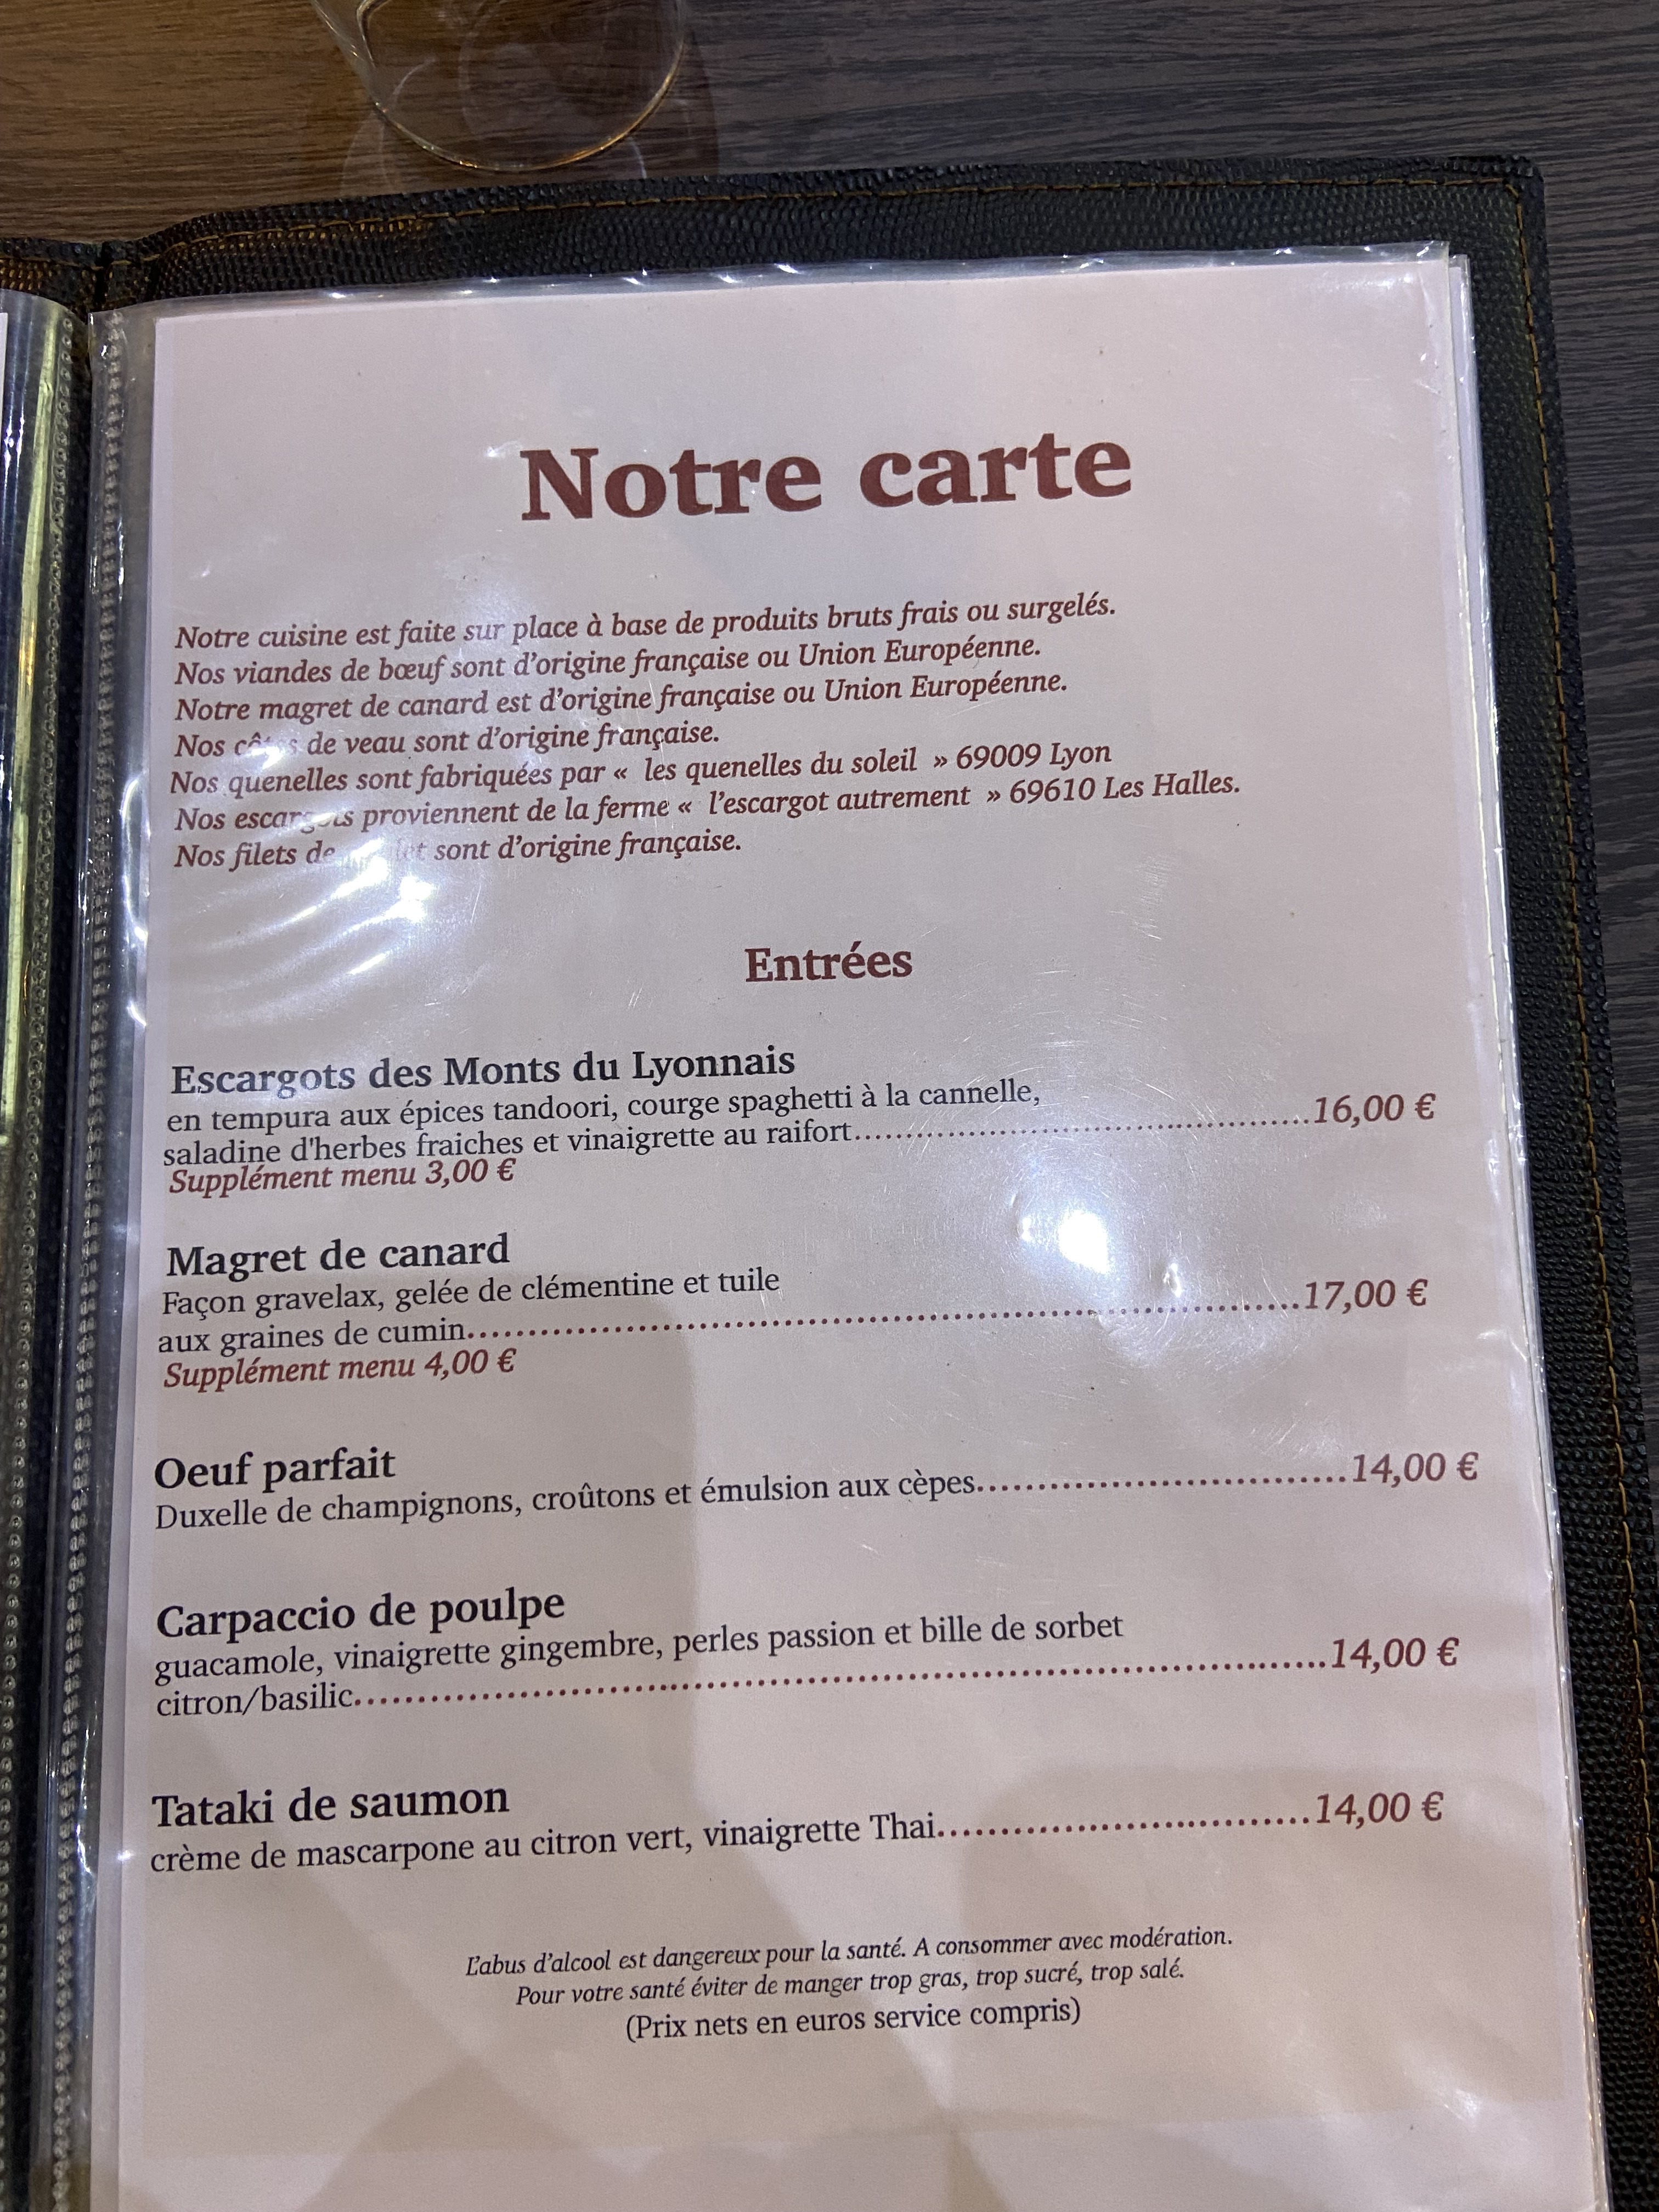 Notre carte
Notre cuisine est faite sur place à base de produits bruts frais ou surgelés.
Nos viandes de bœuf sont d'origine française ou Union Européenne.
Notre magret de canard est d'origine française ou Union Européenne.
Nos de veau sont d'origine française.
Nos quenelles sont fabriquées par « les quenelles du soleil » 69009 Lyon
Nos escargots proviennent de la ferme « l'escargot autrement » 69610 Les Halles.
Nos filets de sont d'origine française.
Entrées
Escargots des Monts du Lyonnais
en tempura aux épices tandoori, courge spaghetti à la cannelle,
saladine d'herbes fraiches et vinaigrette au raifort..........16,00 €
Supplément menu 3,00 €
Magret de canard
Façon gravelax, gelée de clémentine et tuile
aux graines de cumin..........17,00 €
Supplément menu 4,00 €
Oeuf parfait
Duxelle de champignons, croûtons et émulsion aux cèpes..........14,00 €
Carpaccio de poulpe
guacamole, vinaigrette gingembre, perles passion et bille de sorbet
citron/basilic..........14,00 €
Tataki de saumon
crème de mascarpone au citron vert, vinaigrette Thai..........14,00 €
L'abus d'alcool est dangereux pour la santé. A consommer avec modération.
Pour votre santé éviter de manger trop gras, trop sucré, trop salé.
(Prix nets en euros service compris)